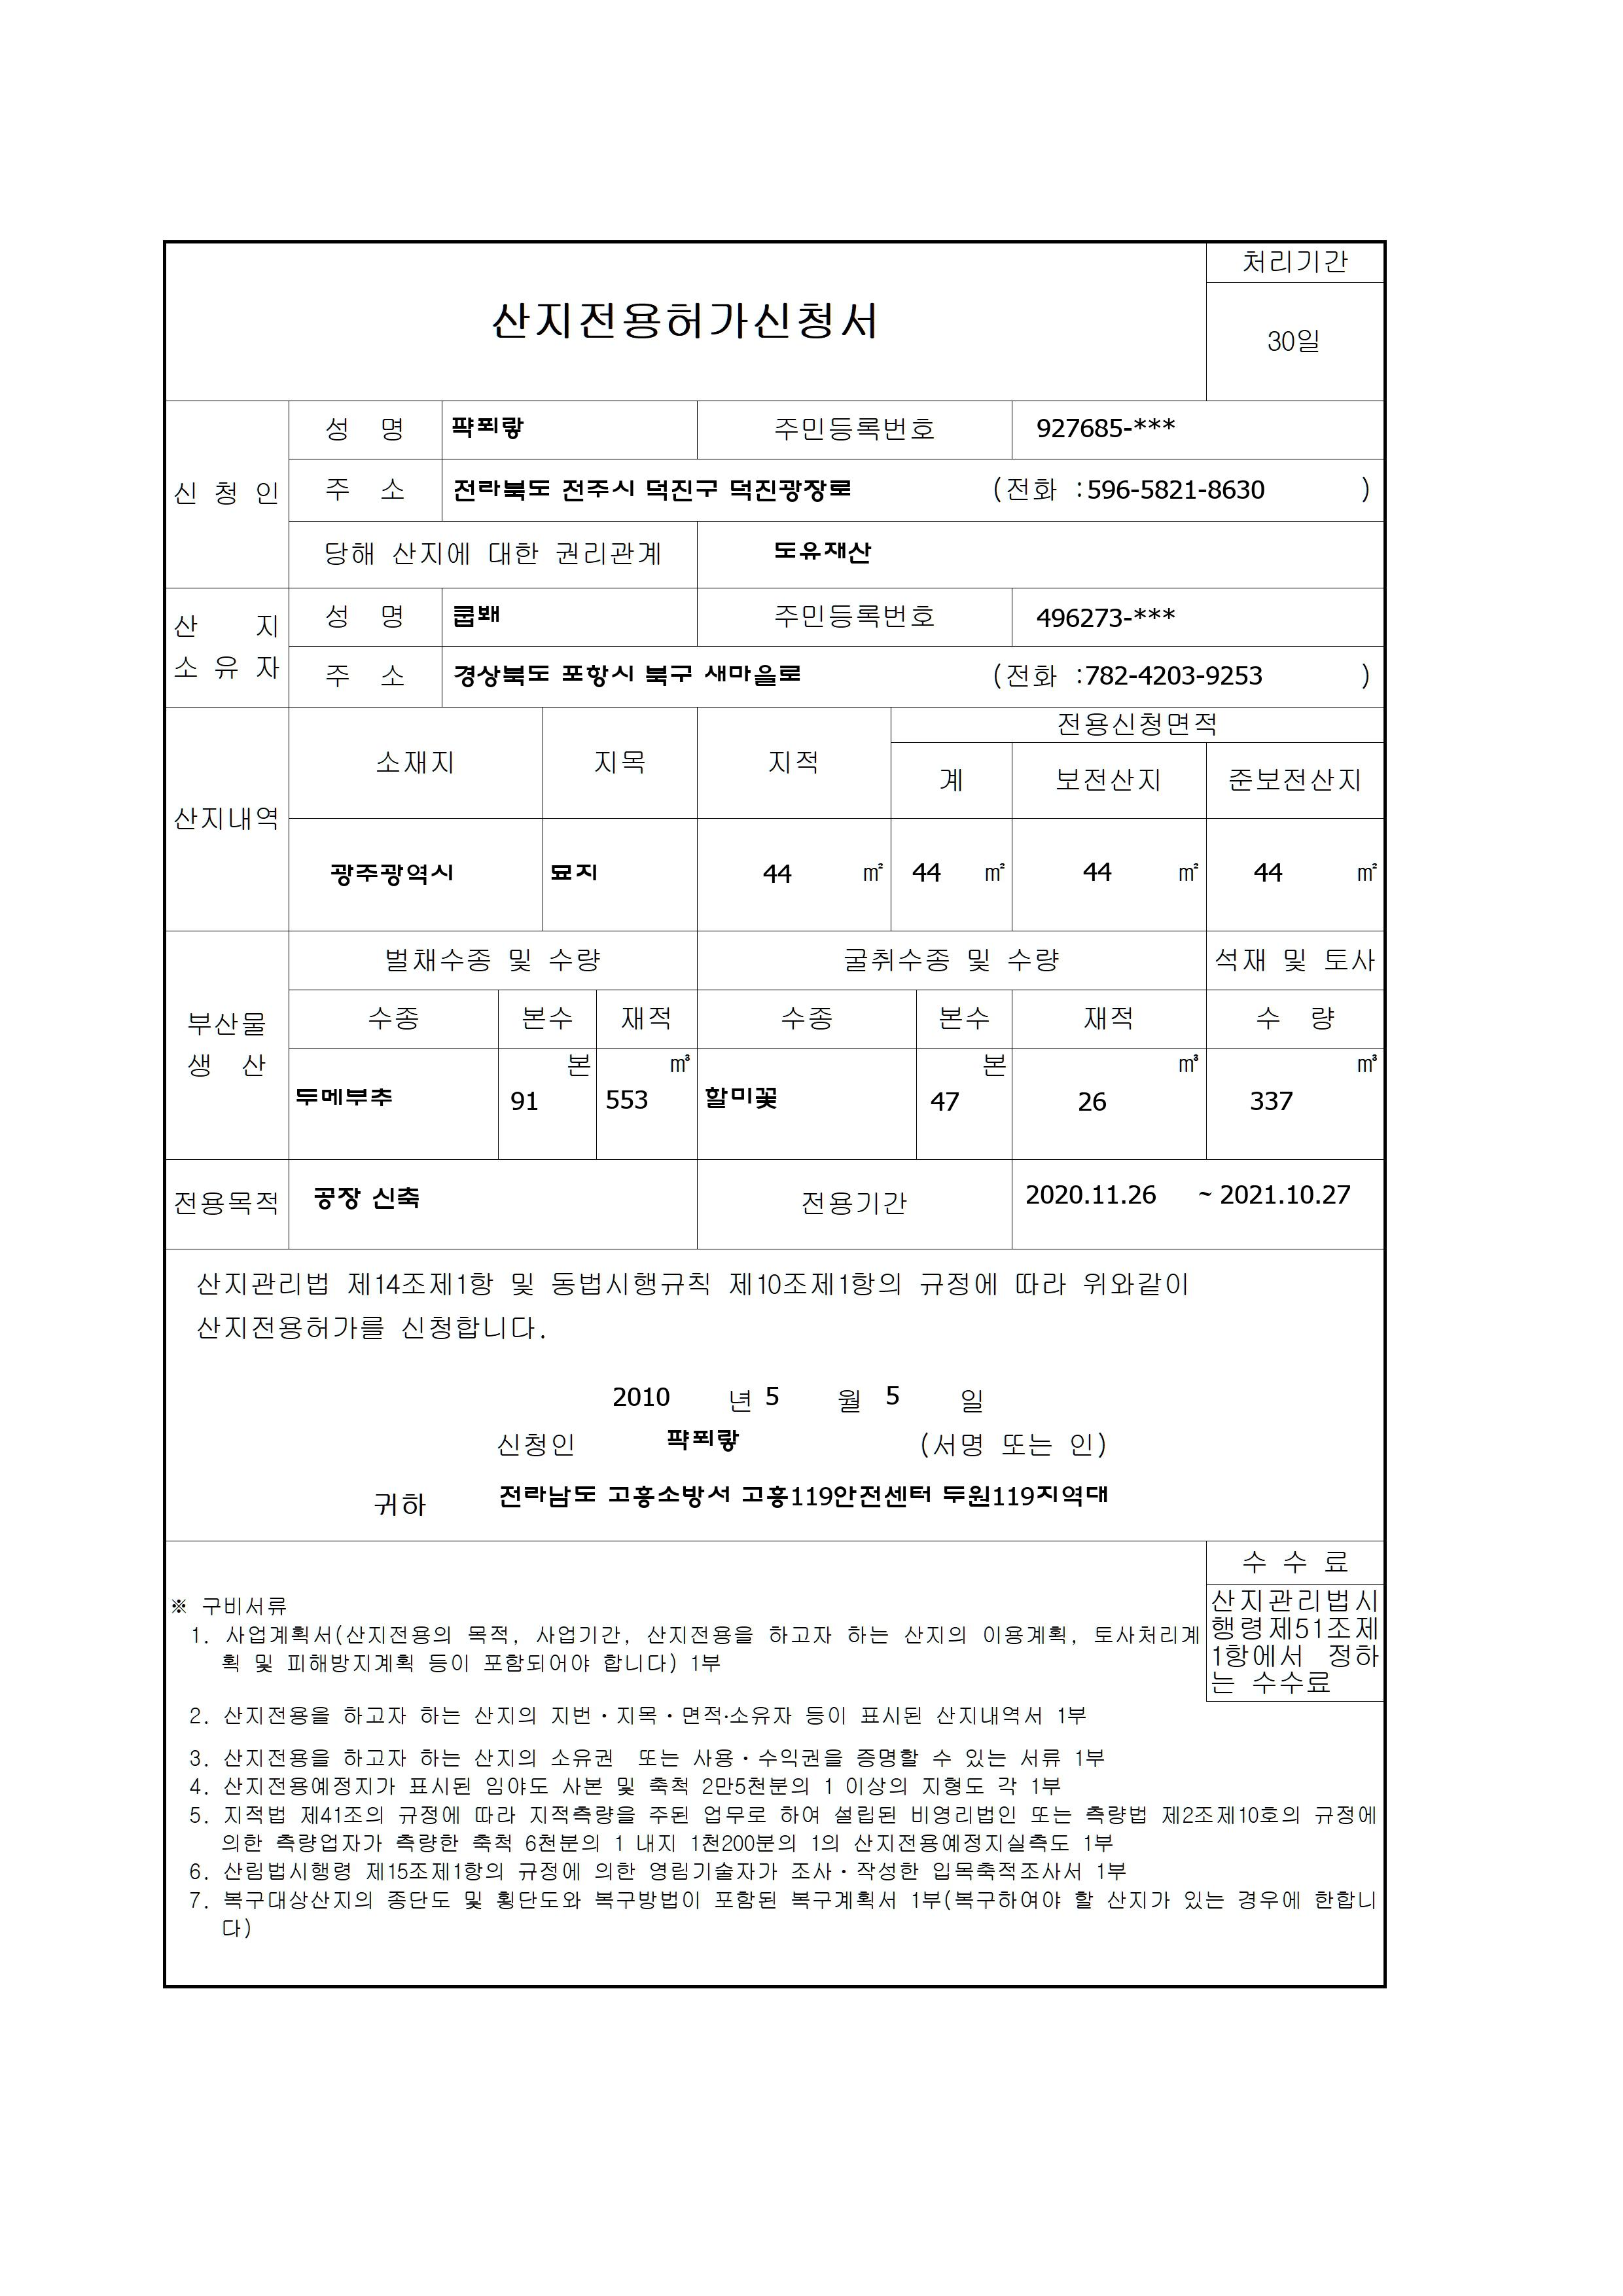 처리기간
산지전용허가신청서
30일
신 청 인
성 명 퍅푀랗 주민등록번호 927685-***
주 소 전라북도 전주시 덕진구 덕진광장로 (전화 :596-5821-8630 )
당해 산지에 대한 권리관계 도유재산
산 지
소 유 자
성 명 쿱봬 주민등록번호 496273-***
주 소 경상북도 포항시 북구 새마을로 (전화 :782-4203-9253 )
산지내역
소재지 지목 지적 전용신청면적
계 보전산지 준보전산지
광주광역시 묘지 44 ㎡ 44 ㎡ 44 ㎡ 44 ㎡
부산물
생 산
벌채수종 및 수량 굴취수종 및 수량 석재 및 토사
수종 본수 재적 수종 본수 재적 수 량
본 ㎥ 본 ㎥ ㎥
두메부추 91 553 할미꽃 47 26 337
전용목적 공장 신축 전용기간 2020.11.26 ~ 2021.10.27
산지관리법 제14조제1항 및 동법시행규칙 제10조제1항의 규정에 따라 위와같이
산지전용허가를 신청합니다.
2010 년 5 월 5 일
신청인 퍅푀랗 (서명 또는 인)
귀하 전라남도 고흥소방서 고흥119안전센터 두원119지역대
수 수 료
산지관리법시
행령제51조제
1항에서 정하
는 수수료
※ 구비서류
1. 사업계획서(산지전용의 목적, 사업기간, 산지전용을 하고자 하는 산지의 이용계획, 토사처리계
획 및 피해방지계획 등이 포함되어야 합니다) 1부
2. 산지전용을 하고자 하는 산지의 지번·지목·면적·소유자 등이 표시된 산지내역서 1부
3. 산지전용을 하고자 하는 산지의 소유권 또는 사용·수익권을 증명할 수 있는 서류 1부
4. 산지전용예정지가 표시된 임야도 사본 및 축척 2만5천분의 1 이상의 지형도 각 1부
5. 지적법 제41조의 규정에 따라 지적측량을 주된 업무로 하여 설립된 비영리법인 또는 측량법 제2조제10호의 규정에
의한 측량업자가 측량한 축척 6천분의 1 내지 1천200분의 1의 산지전용예정지실측도 1부
6. 산림법시행령 제15조제1항의 규정에 의한 영림기술자가 조사·작성한 입목축적조사서 1부
7. 복구대상산지의 종단도 및 횡단도와 복구방법이 포함된 복구계획서 1부(복구하여야 할 산지가 있는 경우에 한합니
다)